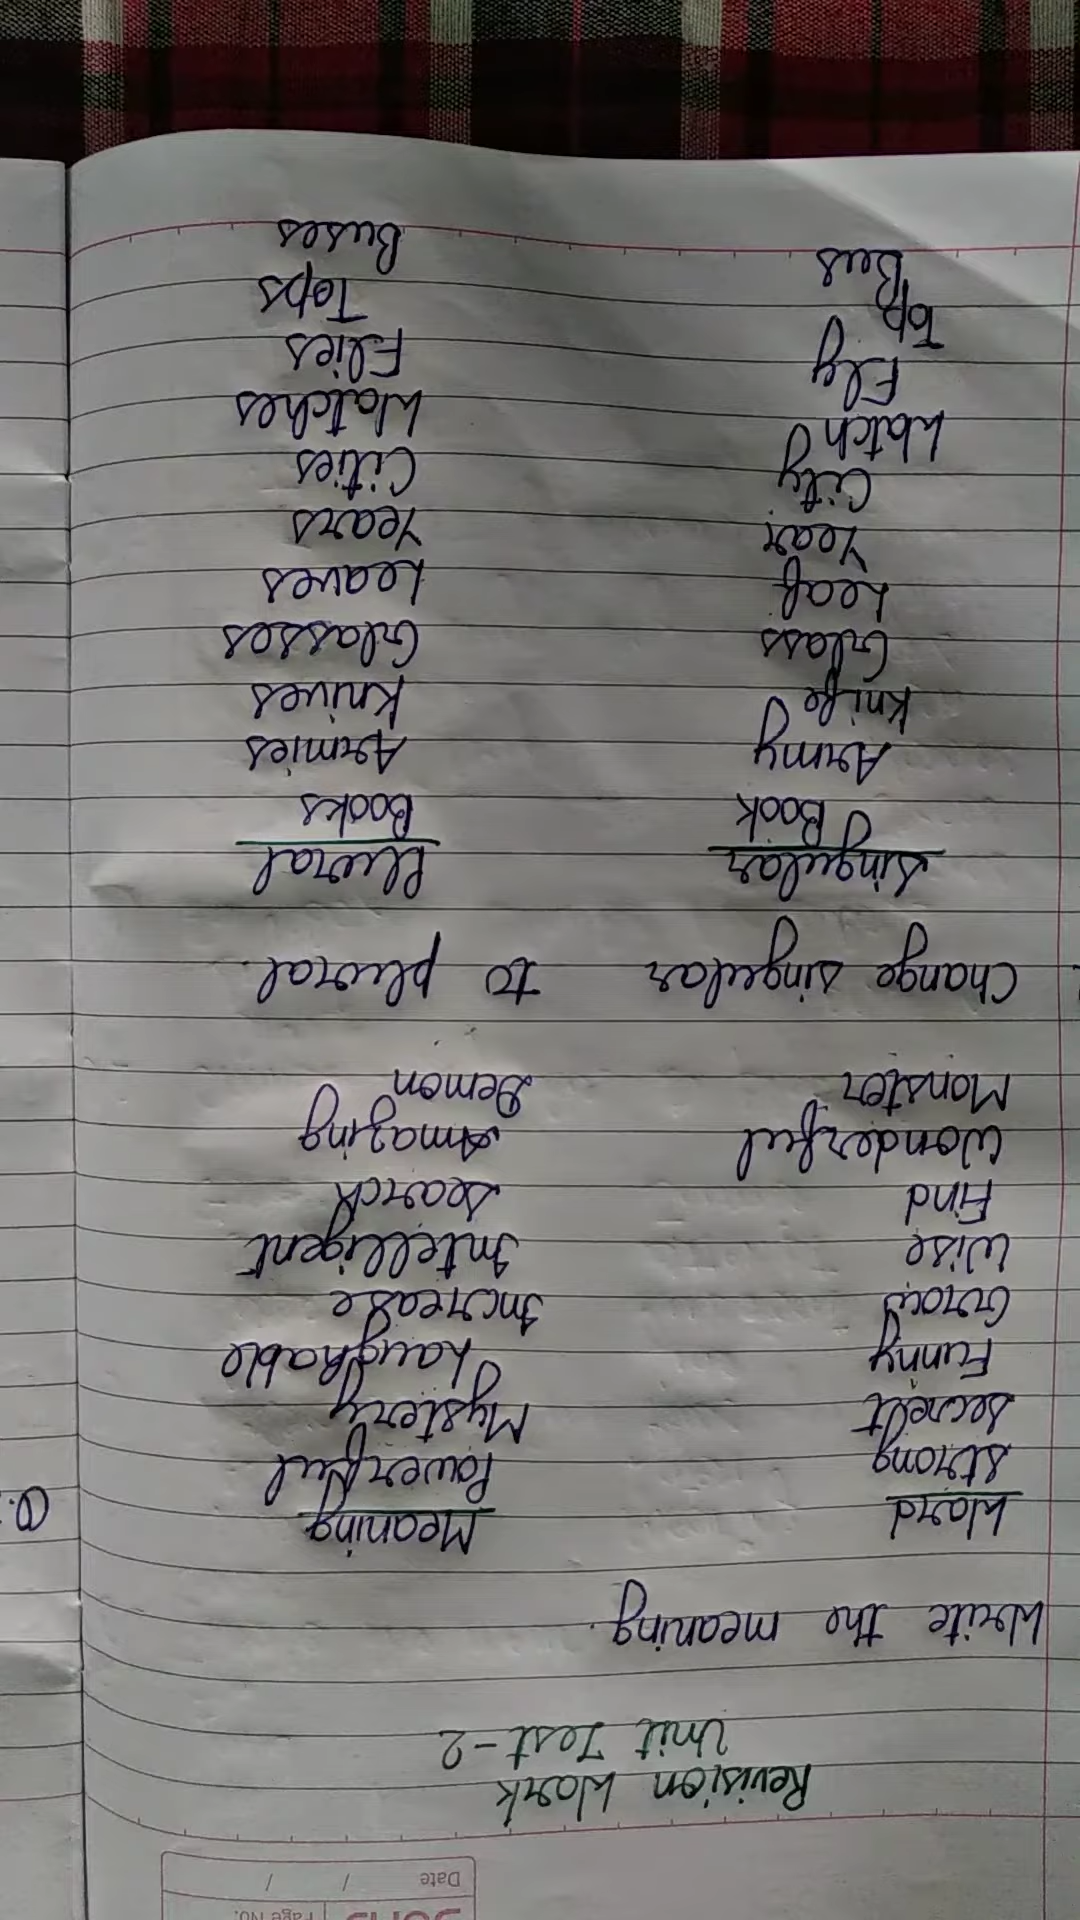 Page No.
Date / /
Revision Work
Unit Test - 2
Write the meaning.
Word Meaning
Strong Powerful
Secret Mystery
Funny Laughable
Grow Increase
Wise Intelligent
Find Search
Wonderful Amazing
Monster Demon
Change singular to plural.
Singular Plural
Book Books
Army Armies
Knife Knives
Glass Glasses
Leaf Leaves
Year Years
City Cities
Watch Watches
Fly Flies
Top Tops
Bus Buses
Q.